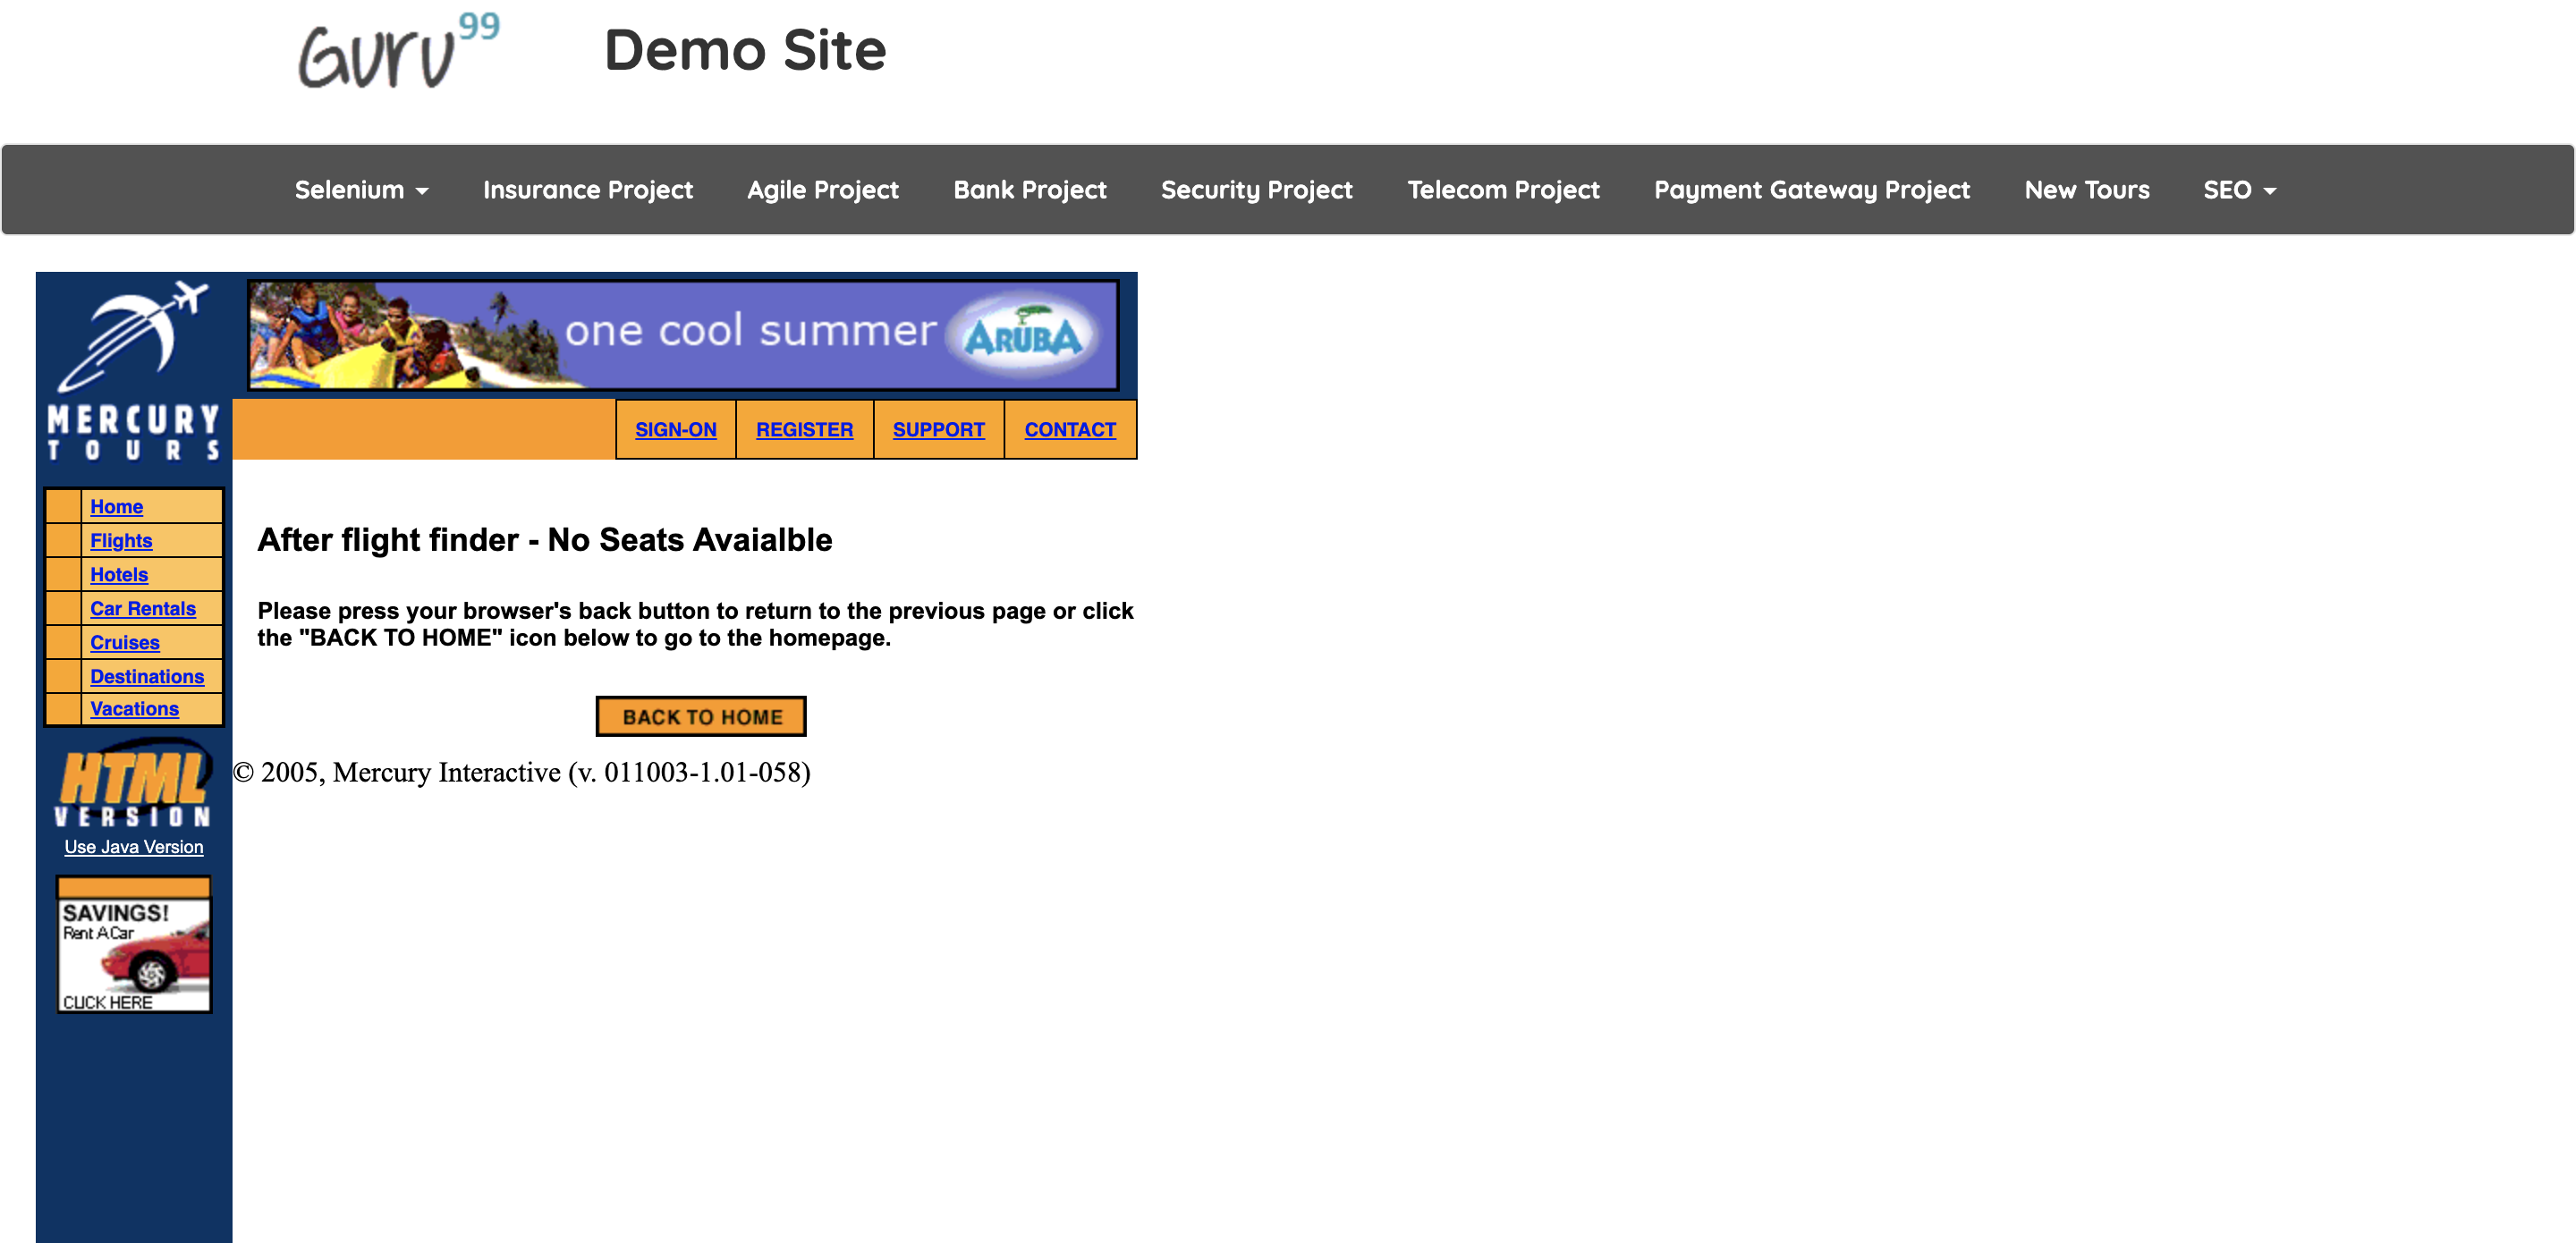 Guru99
Demo Site
Selenium Insurance Project Agile Project Bank Project Security Project Telecom Project Payment Gateway Project New Tours SEO
MERCURY
TOURS
one cool summer ARUBA
SIGN-ON REGISTER SUPPORT CONTACT
Home
Flights
Hotels
Car Rentals
Cruises
Destinations
Vacations
HTML
VERSION
Use Java Version
SAVINGS!
Rent A Car
CLICK HERE
After flight finder - No Seats Avaialble
Please press your browser's back button to return to the previous page or click
the "BACK TO HOME" icon below to go to the homepage.
BACK TO HOME
© 2005, Mercury Interactive (v. 011003-1.01-058)